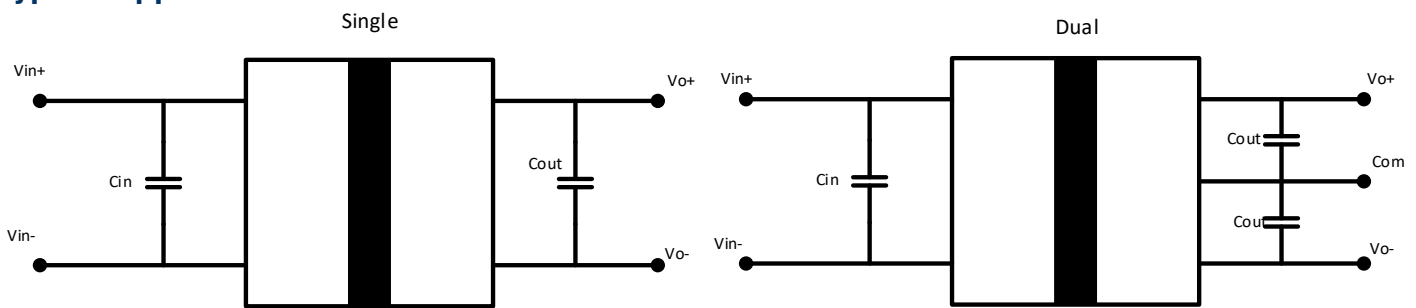 Single
Dual
Vin+
Vo+
Cin
Cout
Vin-
Vo-
Vin+
Vo+
Cout
Com
Cin
Cout
Vin-
Vo-